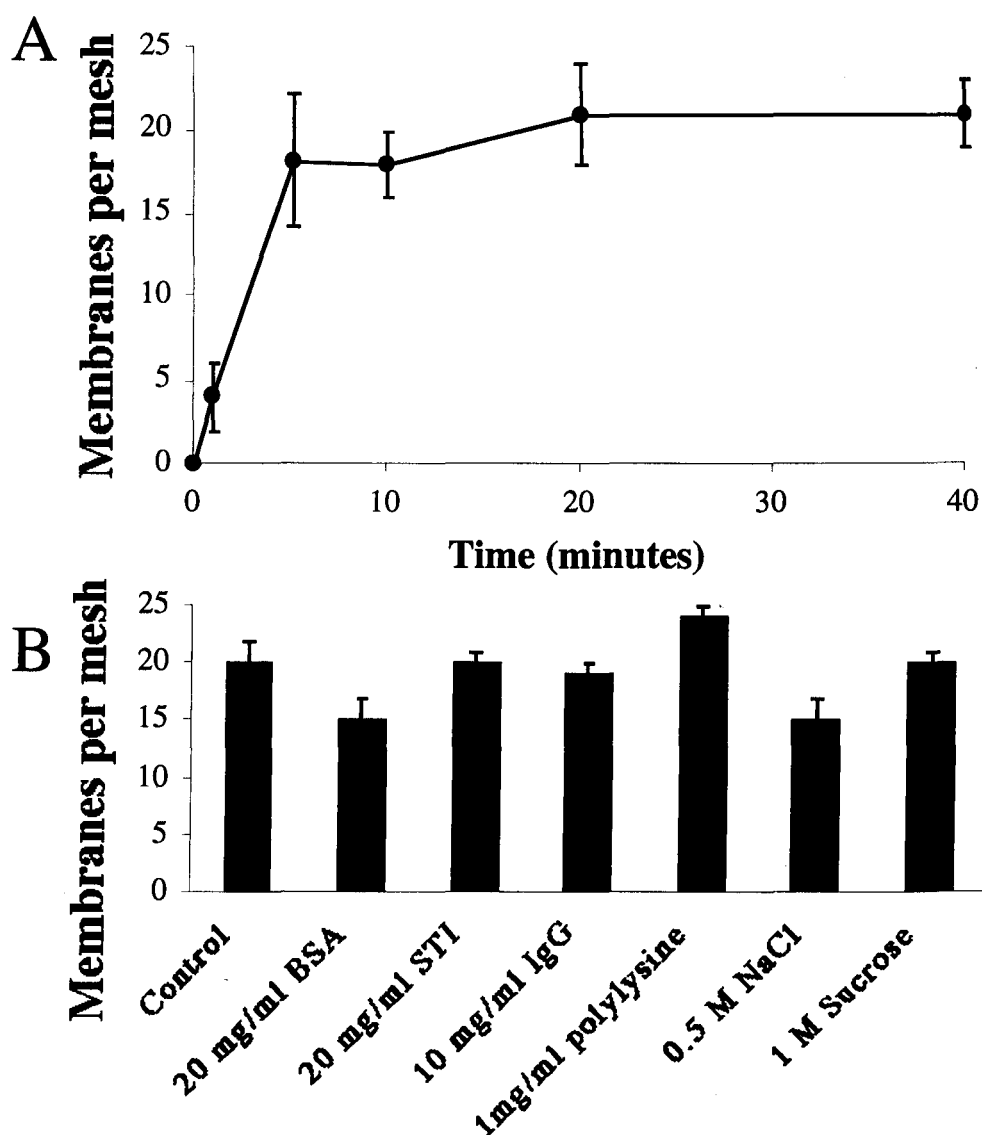 A
Membranes per mesh
25
20
15
10
5
0
0 10 20 30 40
Time (minutes)
B
Membranes per mesh
25
20
15
10
5
0
Control
20 mg/ml BSA
20 mg/ml STI
10 mg/ml IgG
1mg/ml polylysine
0.5 M NaCl
1 M Sucrose